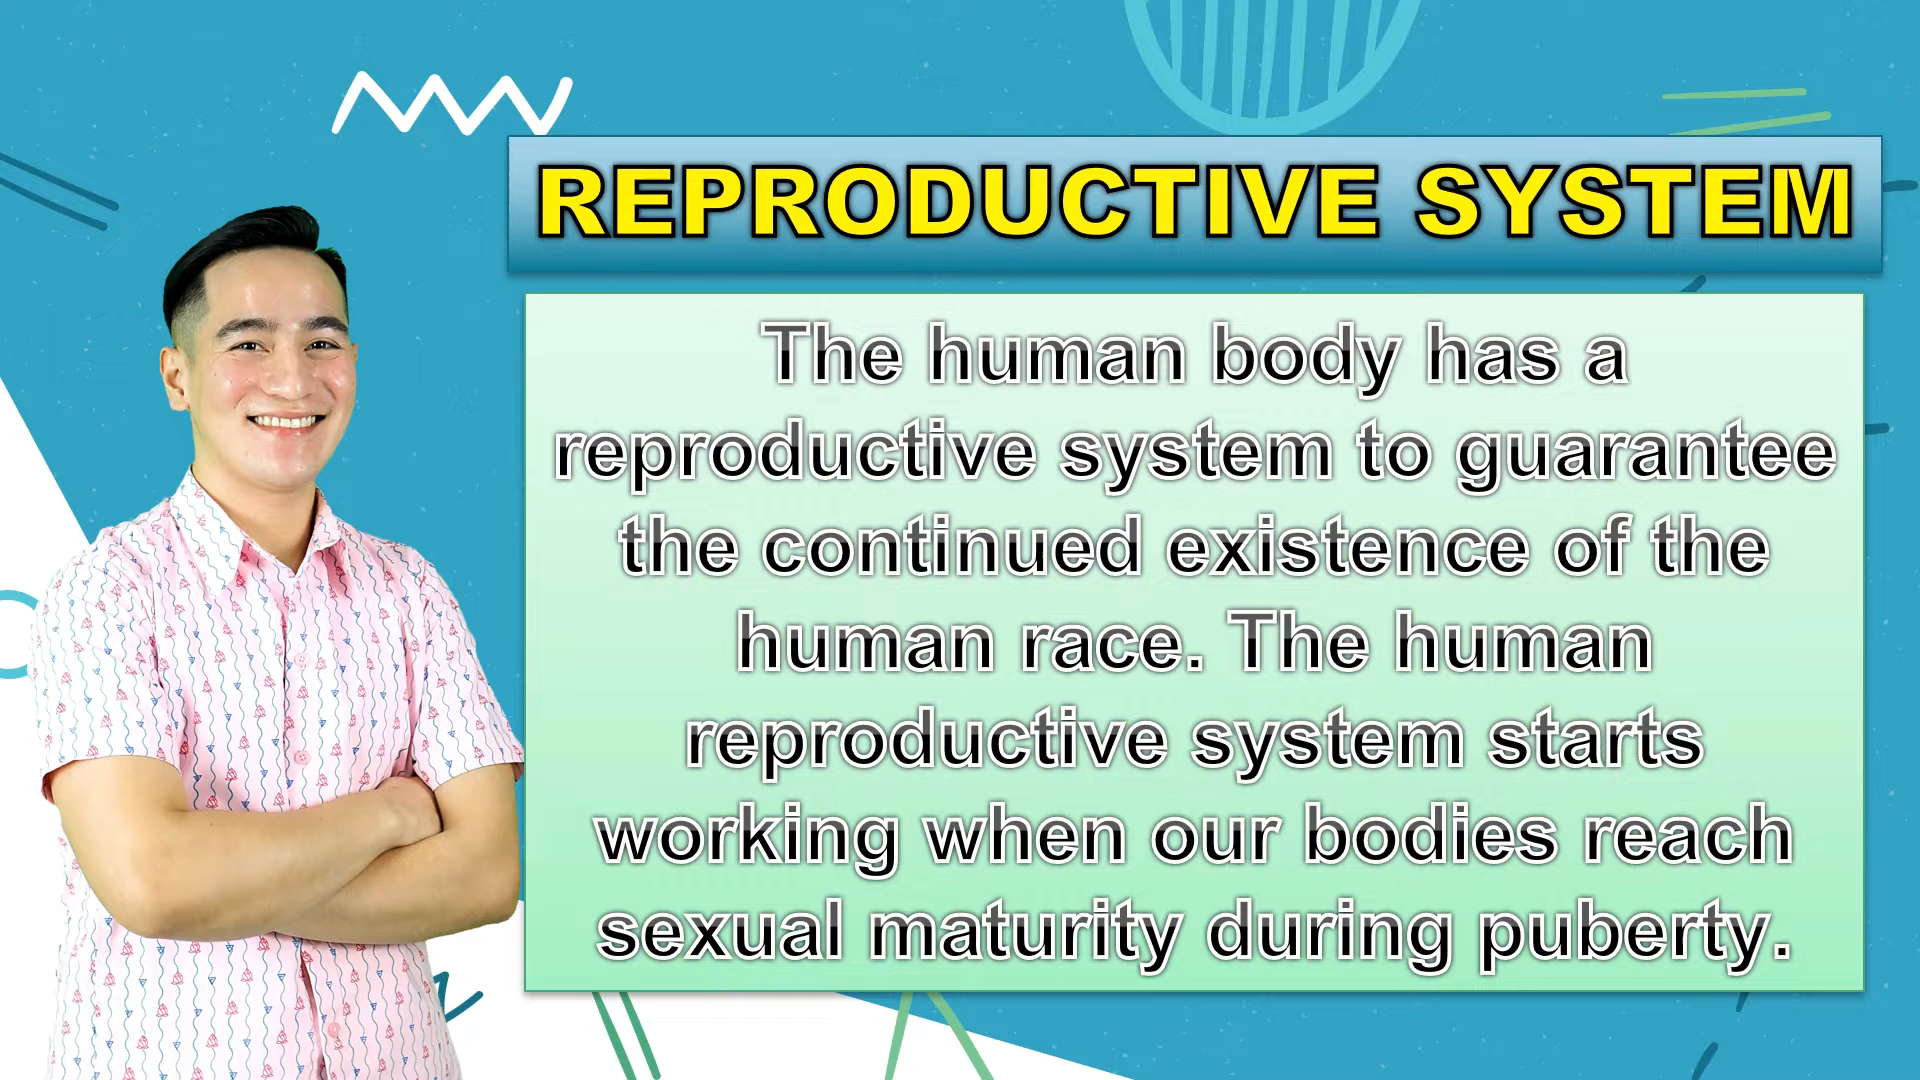 REPRODUCTIVE SYSTEM
The human body has a
reproductive system to guarantee
the continued existence of the
human race. The human
reproductive system starts
working when our bodies reach
sexual maturity during puberty.